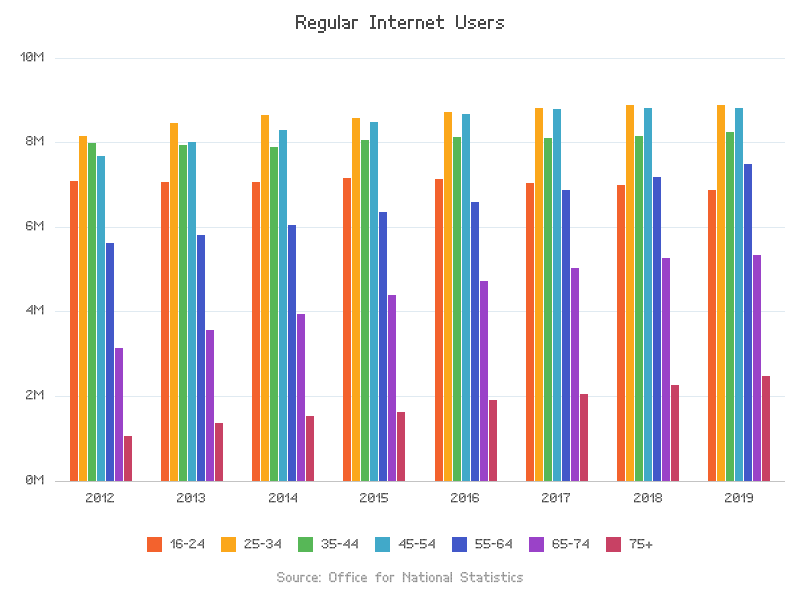 Regular Internet Users
10M
8M
6M
4M
2M
0M
2012 2013 2014 2015 2016 2017 2018 2019
16-24 25-34 35-44 45-54 55-64 65-74 75+
Source: Office for National Statistics